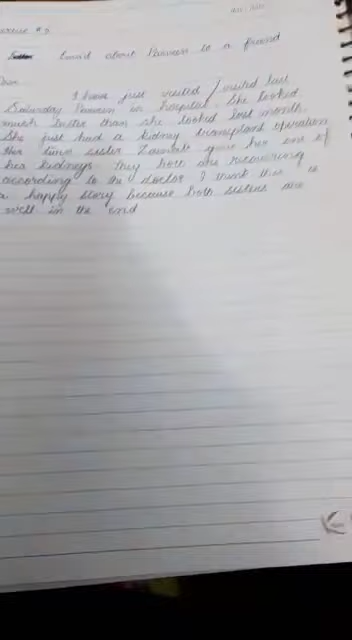 Exercise # 5
Email about Parveen to a friend
Dear
I have just visited / visited last
Saturday Parveen in hospital. She looked
much better than she looked last month.
She just had a kidney transplant operation
twin sister Zainab gave her one of
her kidneys. They both are recovering
according to the doctor I think this is
a happy story because both sisters are
well in the end